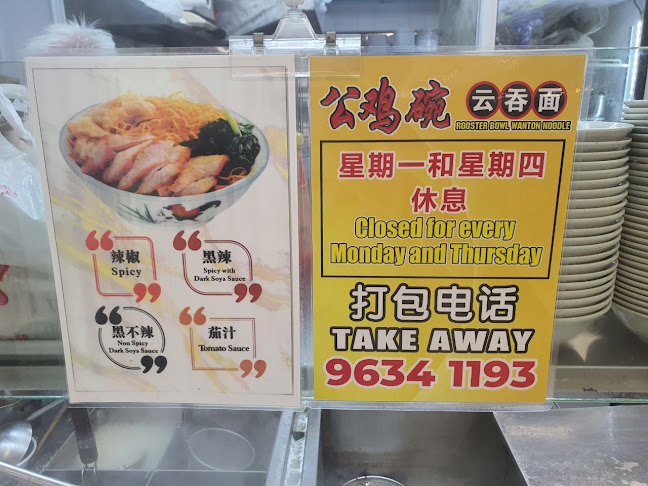 辣椒
Spicy
黑辣
Spicy with
Dark Soya Sauce
黑不辣
Non Spicy
Dark Soya Sauce
茄汁
Tomato Sauce
公鸡碗 云吞面
ROOSTER BOWL WANTON NOODLE
星期一和星期四
休息
Closed for every
Monday and Thursday
打包电话
TAKE AWAY
9634 1193